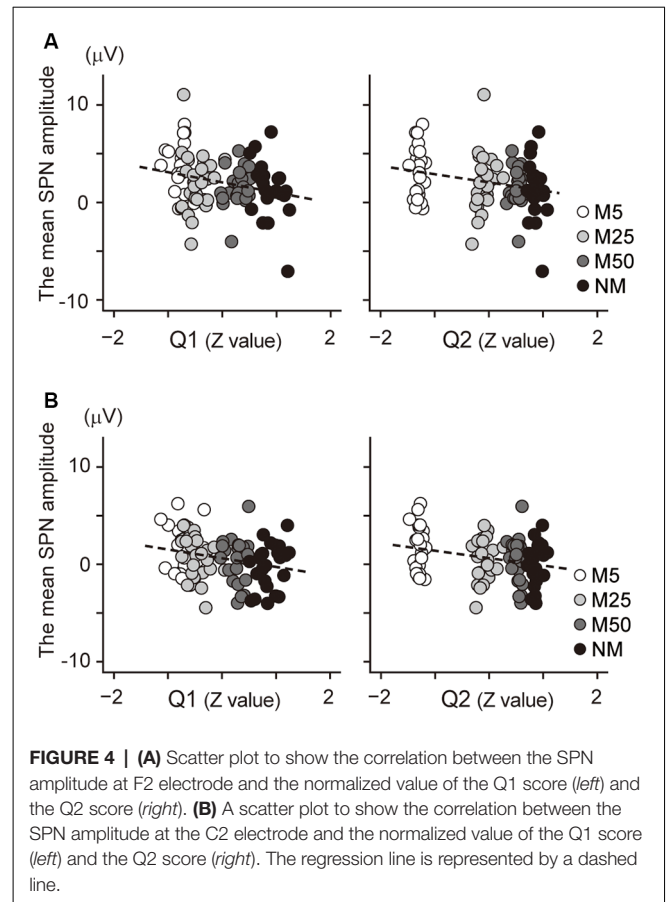 A
(μV)
The mean SPN amplitude
10
0
-10
−2
Q1 (Z value)
2
−2
Q2 (Z value)
2
M5
M25
M50
NM
B
(μV)
The mean SPN amplitude
10
0
-10
−2
Q1 (Z value)
2
−2
Q2 (Z value)
2
M5
M25
M50
NM
FIGURE 4 | (A) Scatter plot to show the correlation between the SPN
amplitude at F2 electrode and the normalized value of the Q1 score (left) and
the Q2 score (right). (B) A scatter plot to show the correlation between the
SPN amplitude at the C2 electrode and the normalized value of the Q1 score
(left) and the Q2 score (right). The regression line is represented by a dashed
line.